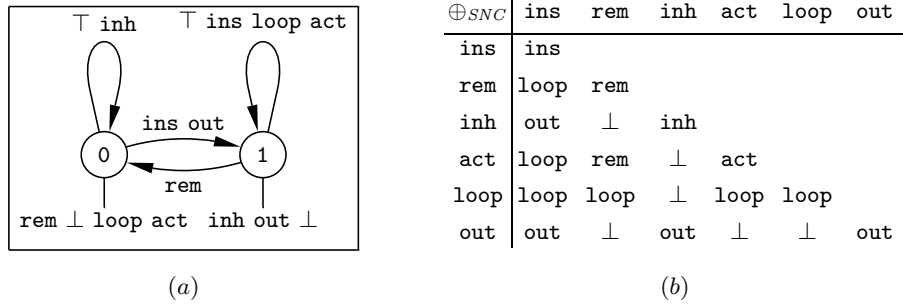 ⊤ inh
⊤ ins loop act
ins out
0
1
rem
rem ⊥ loop act
inh out ⊥
(a)
⊕SNC ins rem inh act loop out
ins ins
rem loop rem
inh out ⊥ inh
act loop rem ⊥ act
loop loop loop ⊥ loop loop
out out ⊥ out ⊥ ⊥ out
(b)